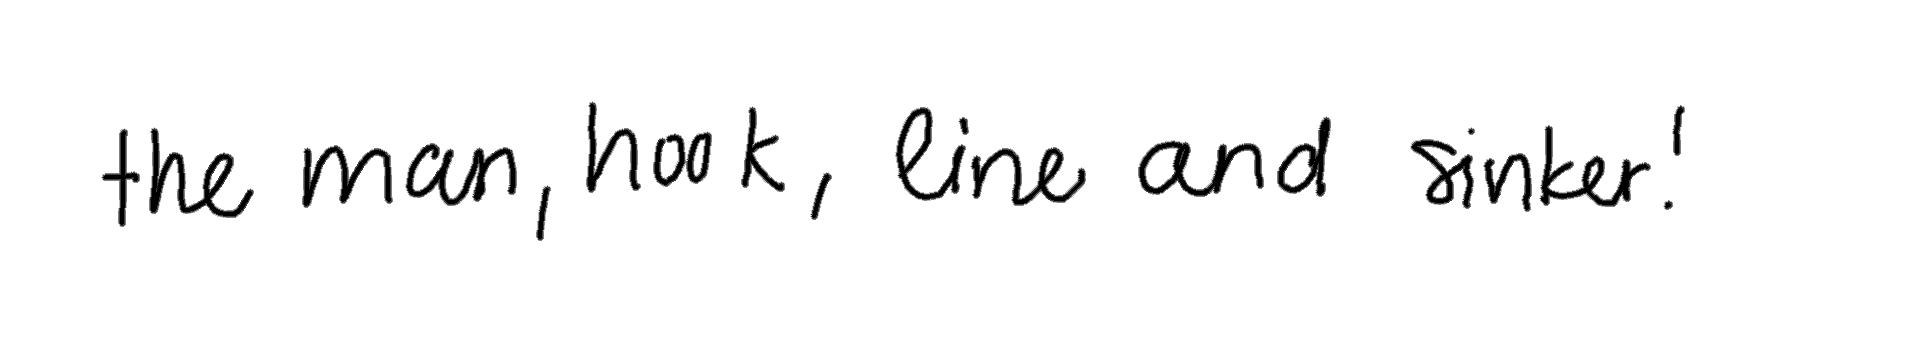 the man, hook, line and sinker!